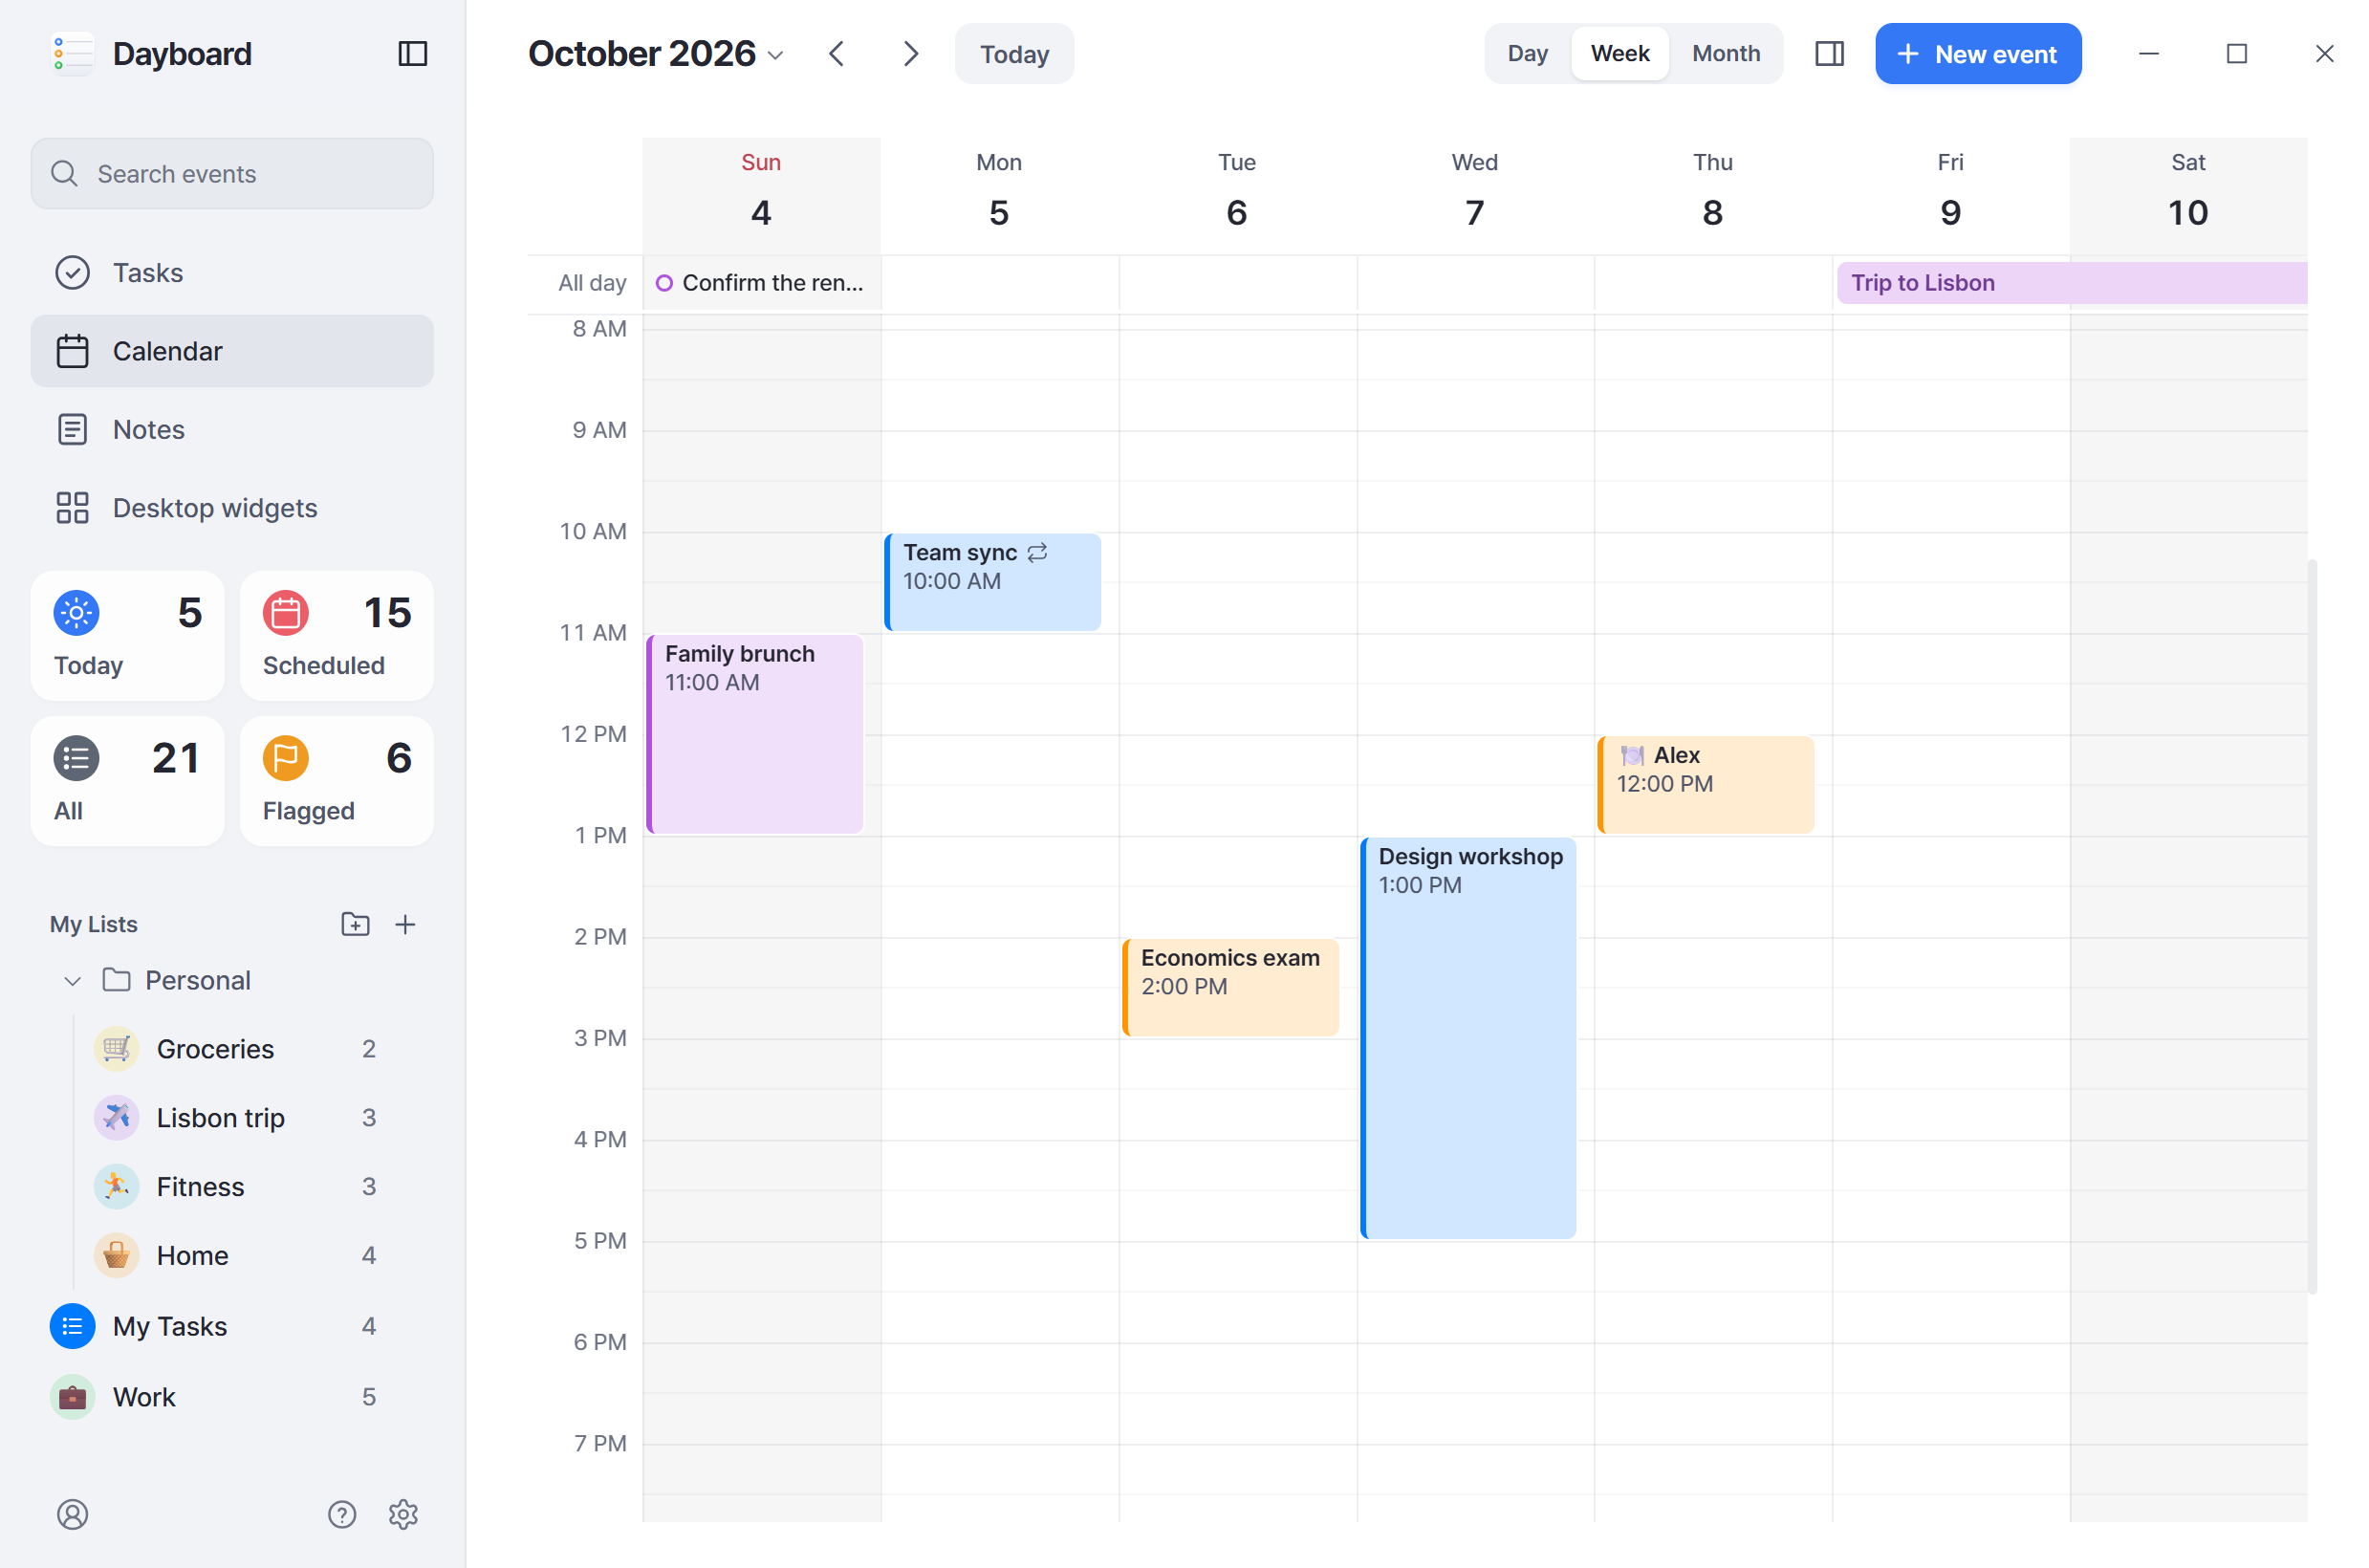 Dayboard
Search events
Tasks
Calendar
Notes
Desktop widgets
5
Today
15
Scheduled
21
All
6
Flagged
My Lists
Personal
Groceries 2
Lisbon trip 3
Fitness 3
Home 4
My Tasks 4
Work 5
October 2026
Today
Day Week Month
New event
Sun Mon Tue Wed Thu Fri Sat
4 5 6 7 8 9 10
All day
Confirm the ren...
Trip to Lisbon
8 AM
9 AM
10 AM
11 AM
12 PM
1 PM
2 PM
3 PM
4 PM
5 PM
6 PM
7 PM
Family brunch
11:00 AM
Team sync
10:00 AM
Economics exam
2:00 PM
Design workshop
1:00 PM
🍽️ Alex
12:00 PM